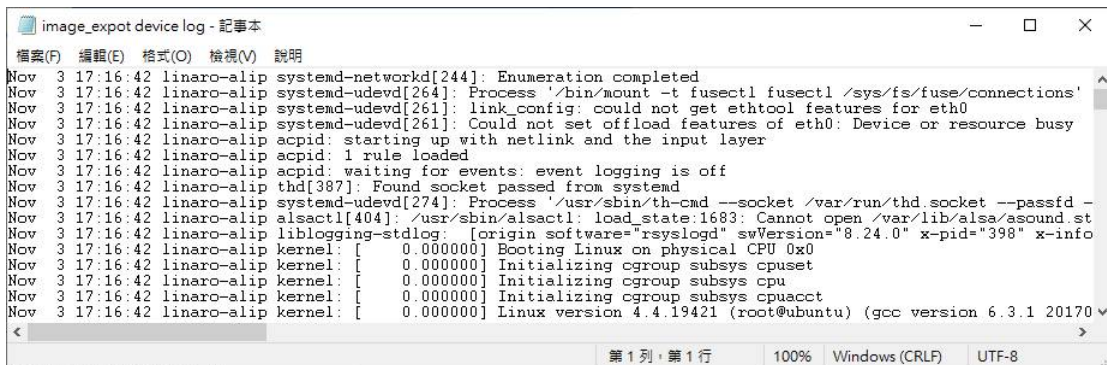 image_expot device log - 記事本
檔案(F) 編輯(E) 格式(O) 檢視(V) 說明
Nov  3 17:16:42 linaro-alip systemd-networkd[244]: Enumeration completed
Nov  3 17:16:42 linaro-alip systemd-udevd[264]: Process '/bin/mount -t fusectl fusectl /sys/fs/fuse/connections'
Nov  3 17:16:42 linaro-alip systemd-udevd[261]: link_config: could not get ethtool features for eth0
Nov  3 17:16:42 linaro-alip systemd-udevd[261]: Could not set offload features of eth0: Device or resource busy
Nov  3 17:16:42 linaro-alip acpid: starting up with netlink and the input layer
Nov  3 17:16:42 linaro-alip acpid: 1 rule loaded
Nov  3 17:16:42 linaro-alip acpid: waiting for events: event logging is off
Nov  3 17:16:42 linaro-alip thd[387]: Found socket passed from systemd
Nov  3 17:16:42 linaro-alip systemd-udevd[274]: Process '/usr/sbin/th-cmd --socket /var/run/thd.socket --passfd -
Nov  3 17:16:42 linaro-alip alsactl[404]: /usr/sbin/alsactl: load_state:1683: Cannot open /var/lib/alsa/asound.st
Nov  3 17:16:42 linaro-alip liblogging-stdlog:  [origin software="rsyslogd" swVersion="8.24.0" x-pid="398" x-info
Nov  3 17:16:42 linaro-alip kernel: [    0.000000] Booting Linux on physical CPU 0x0
Nov  3 17:16:42 linaro-alip kernel: [    0.000000] Initializing cgroup subsys cpuset
Nov  3 17:16:42 linaro-alip kernel: [    0.000000] Initializing cgroup subsys cpu
Nov  3 17:16:42 linaro-alip kernel: [    0.000000] Initializing cgroup subsys cpuacct
Nov  3 17:16:42 linaro-alip kernel: [    0.000000] Linux version 4.4.19421 (root@ubuntu) (gcc version 6.3.1 20170
第 1 列，第 1 行 100% Windows (CRLF) UTF-8